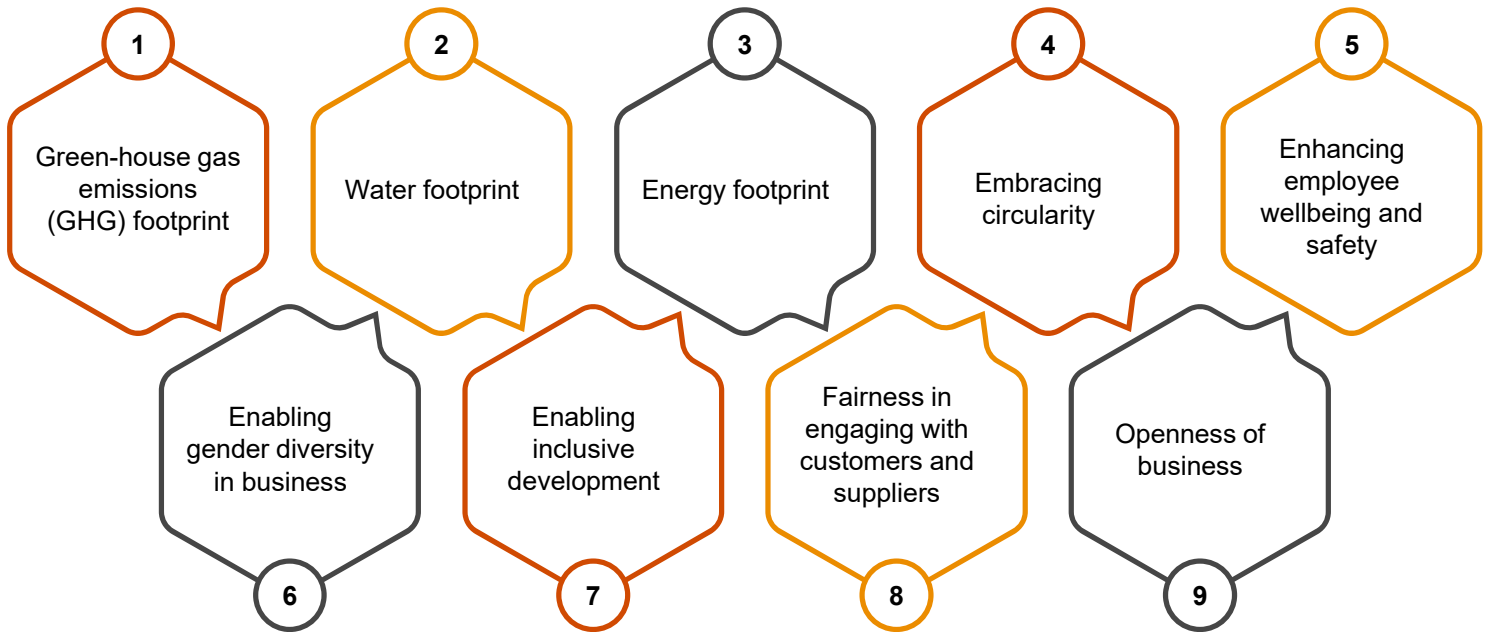 1
Green-house gas
emissions
(GHG) footprint
2
Water footprint
3
Energy footprint
4
Embracing
circularity
5
Enhancing
employee
wellbeing and
safety
Enabling
gender diversity
in business
6
Enabling
inclusive
development
7
Fairness in
engaging with
customers and
suppliers
8
Openness of
business
9